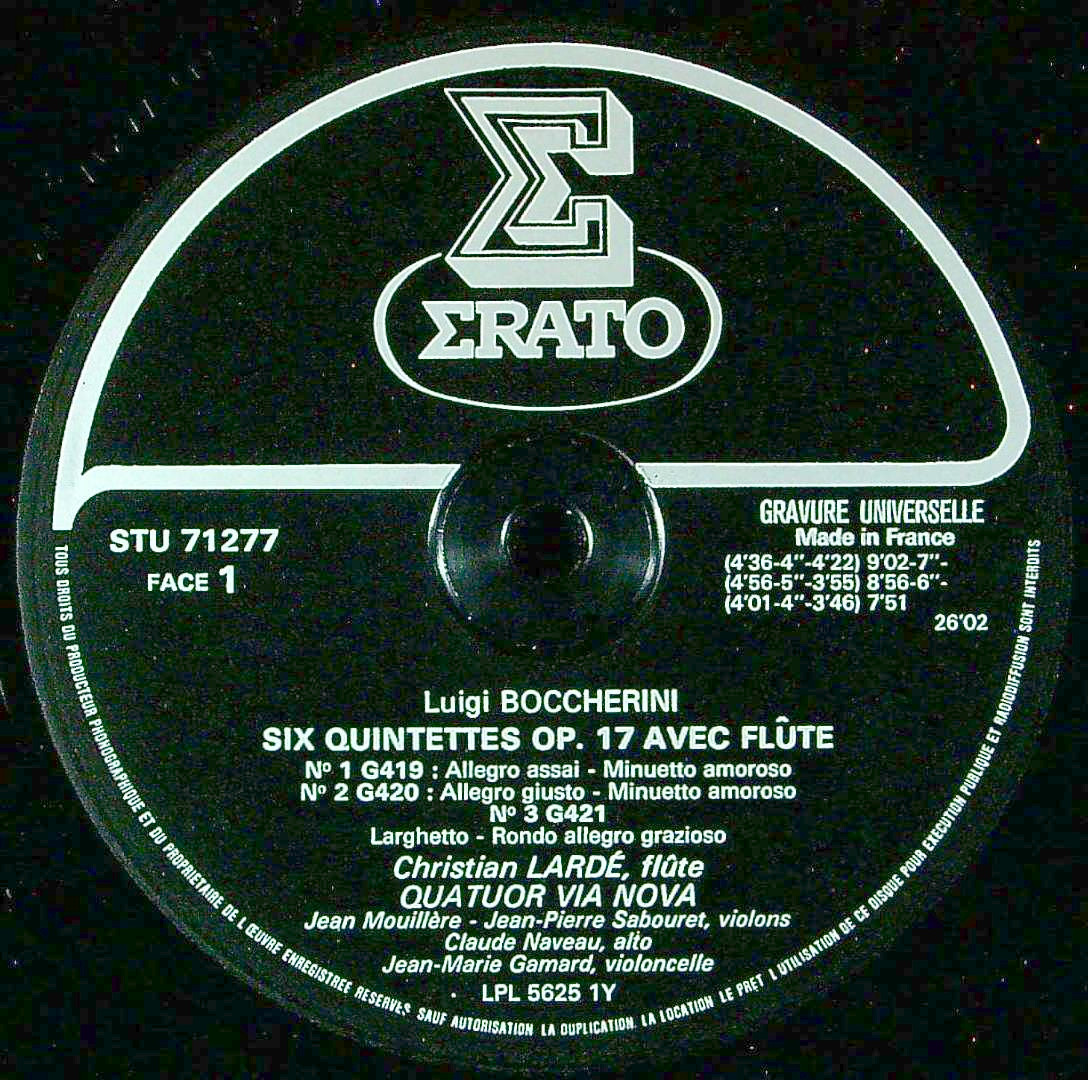 Σ
ΣRATO
STU 71277
FACE 1
GRAVURE UNIVERSELLE
Made in France
(4'36-4"-4'22) 9'02-7"-
(4'56-5"-3'55) 8'56-6"-
(4'01-4"-3'46) 7'51
26'02
Luigi BOCCHERINI
SIX QUINTETTES OP. 17 AVEC FLÛTE
Nº 1 G419 : Allegro assai - Minuetto amoroso
Nº 2 G420 : Allegro giusto - Minuetto amoroso
Nº 3 G421
Larghetto - Rondo allegro grazioso
Christian LARDÉ, flûte
QUATUOR VIA NOVA
Jean Mouillère - Jean-Pierre Sabouret, violons
Claude Naveau, alto
Jean-Marie Gamard, violoncelle
LPL 5625 1Y
TOUS DROITS DU PRODUCTEUR PHONOGRAPHIQUE ET DU PROPRIETAIRE DE L ŒUVRE ENREGISTREE RESERVES SAUF AUTORISATION LA DUPLICATION. LA LOCATION LE PRET L UTILISATION DE CE DISQUE POUR EXECUTION PUBLIQUE ET RADIODIFFUSION SONT INTERDITS